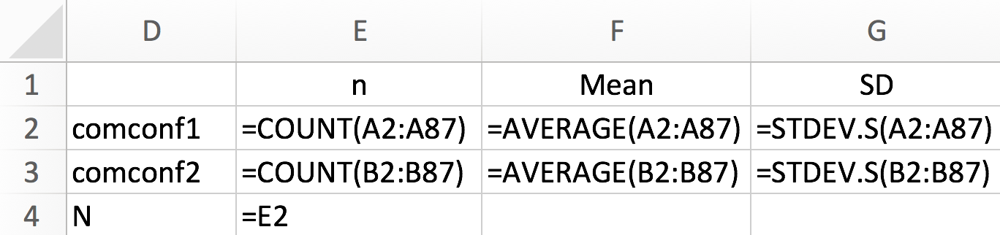 D E F G
1 n Mean SD
2 comconf1 =COUNT(A2:A87) =AVERAGE(A2:A87) =STDEV.S(A2:A87)
3 comconf2 =COUNT(B2:B87) =AVERAGE(B2:B87) =STDEV.S(B2:B87)
4 N =E2